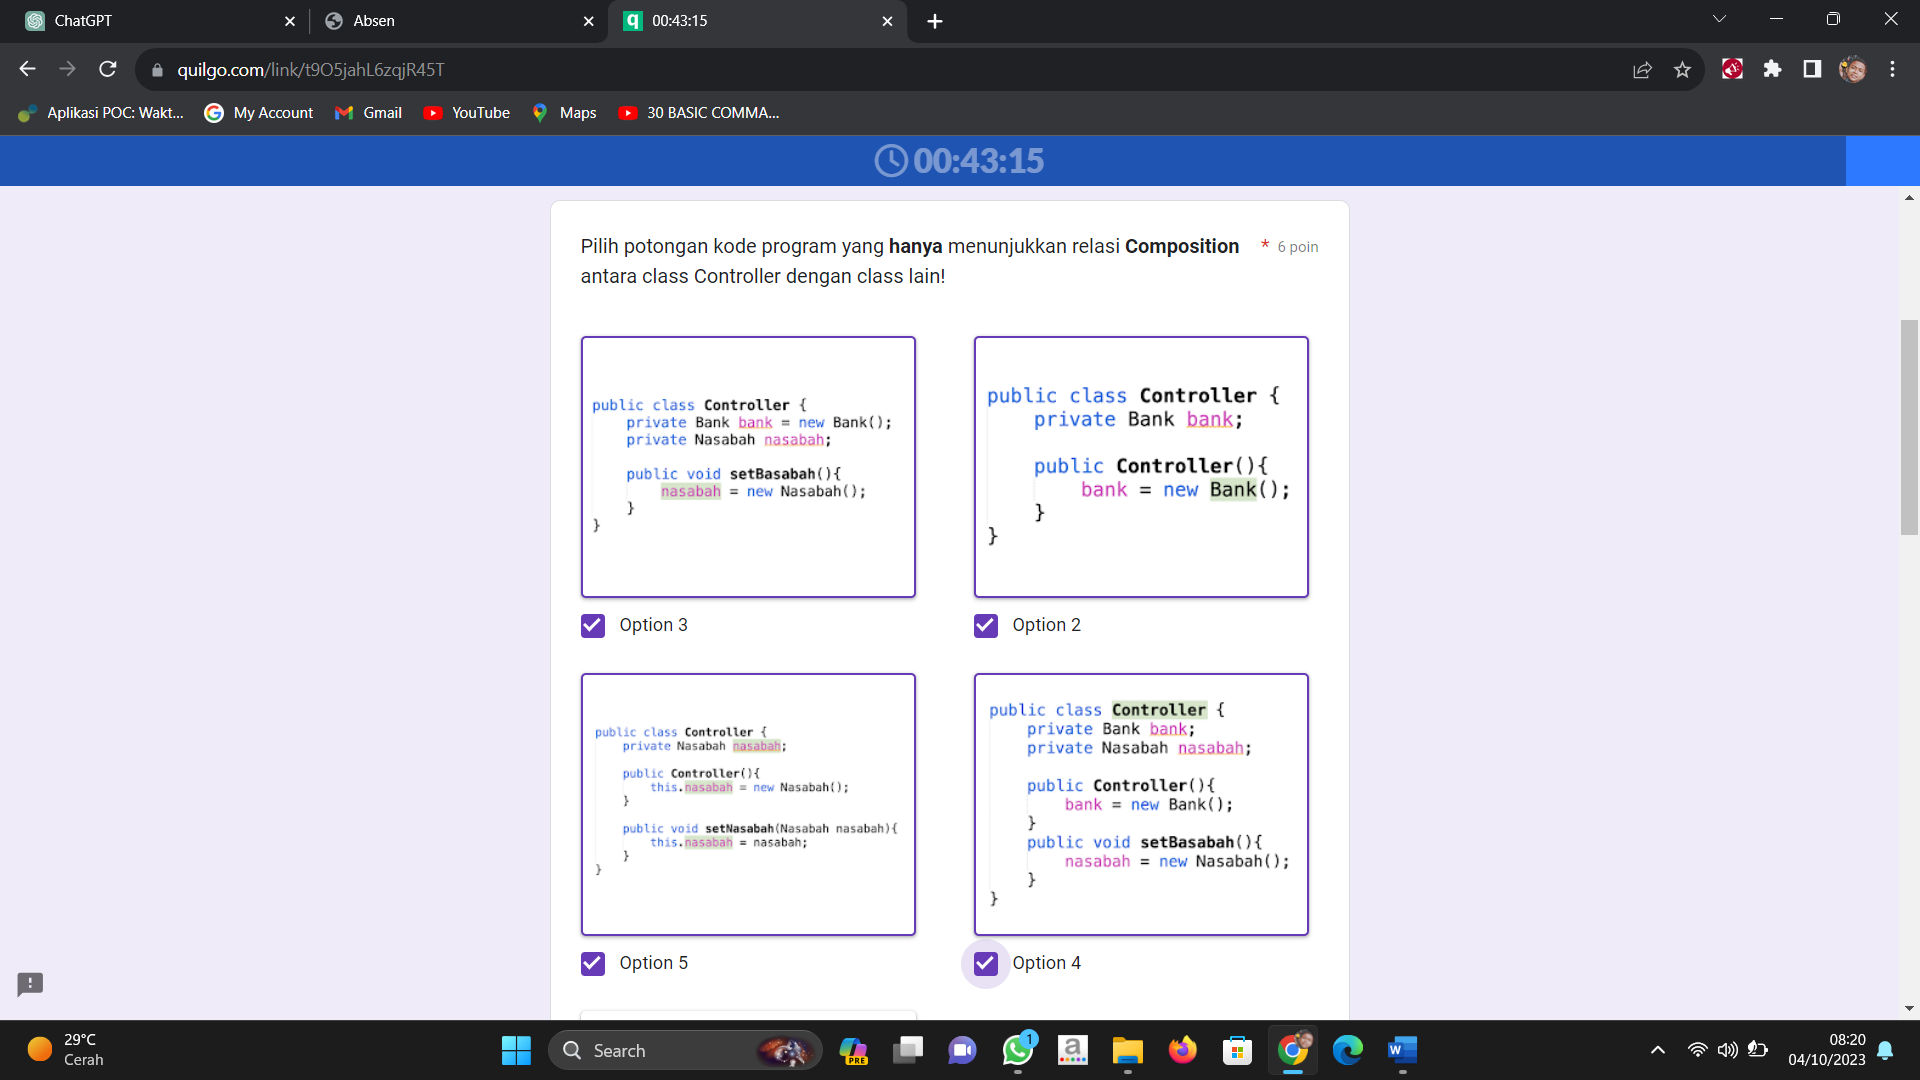 ChatGPT
Absen
00:43:15
quilgo.com/link/t9O5jahL6zqjR45T
Aplikasi POC: Wakt...
My Account
Gmail
YouTube
Maps
30 BASIC COMMA...
00:43:15
Pilih potongan kode program yang hanya menunjukkan relasi Composition * 6 poin
antara class Controller dengan class lain!
public class Controller {
private Bank bank = new Bank();
private Nasabah nasabah;
public void setBasabah(){
nasabah = new Nasabah();
}
}
Option 3
public class Controller {
private Bank bank;
public Controller(){
bank = new Bank();
}
}
Option 2
public class Controller {
private Nasabah nasabah;
public Controller(){
this.nasabah = new Nasabah();
}
public void setNasabah(Nasabah nasabah){
this.nasabah = nasabah;
}
}
Option 5
public class Controller {
private Bank bank;
private Nasabah nasabah;
public Controller(){
bank = new Bank();
}
public void setBasabah(){
nasabah = new Nasabah();
}
}
Option 4
29°C
Cerah
Search
PRE
1
08:20
04/10/2023